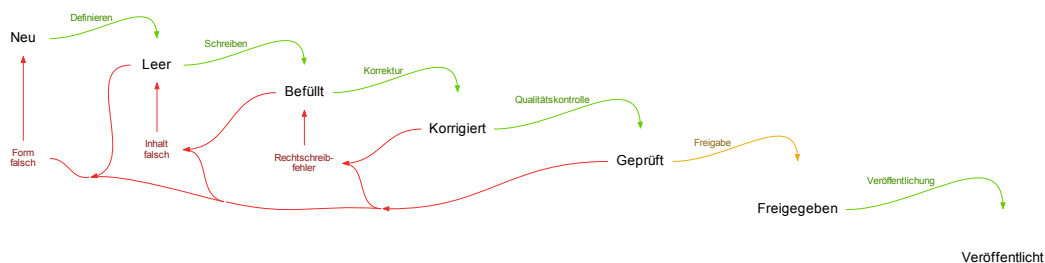 Definieren
Neu
Schreiben
Leer
Korrektur
Befüllt
Qualitätskontrolle
Korrigiert
Form
falsch
Inhalt
falsch
Rechtschreib-
fehler
Freigabe
Geprüft
Veröffentlichung
Freigegeben
Veröffentlicht